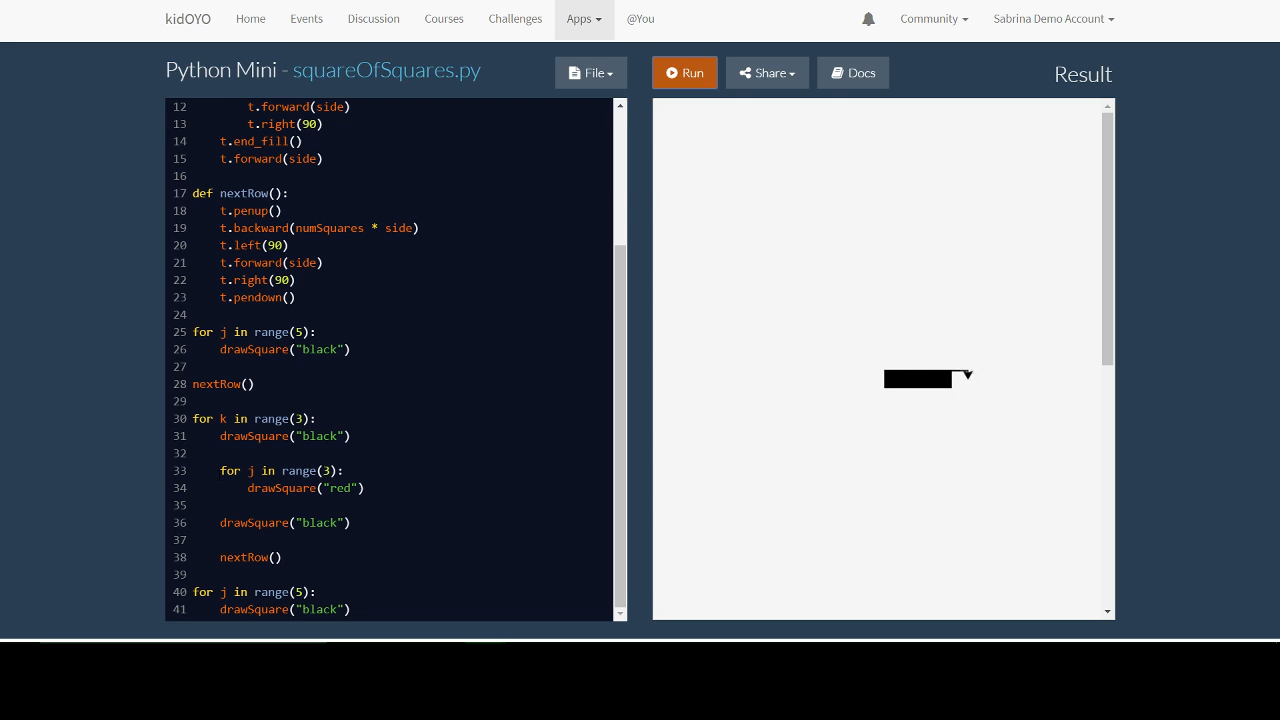 kidOYO Home Events Discussion Courses Challenges Apps @You Community Sabrina Demo Account
Python Mini - squareOfSquares.py File Run Share Docs Result
12 t.forward(side)
13 t.right(90)
14 t.end_fill()
15 t.forward(side)
16
17 def nextRow():
18 t.penup()
19 t.backward(numSquares * side)
20 t.left(90)
21 t.forward(side)
22 t.right(90)
23 t.pendown()
24
25 for j in range(5):
26 drawSquare("black")
27
28 nextRow()
29
30 for k in range(3):
31 drawSquare("black")
32
33 for j in range(3):
34 drawSquare("red")
35
36 drawSquare("black")
37
38 nextRow()
39
40 for j in range(5):
41 drawSquare("black")